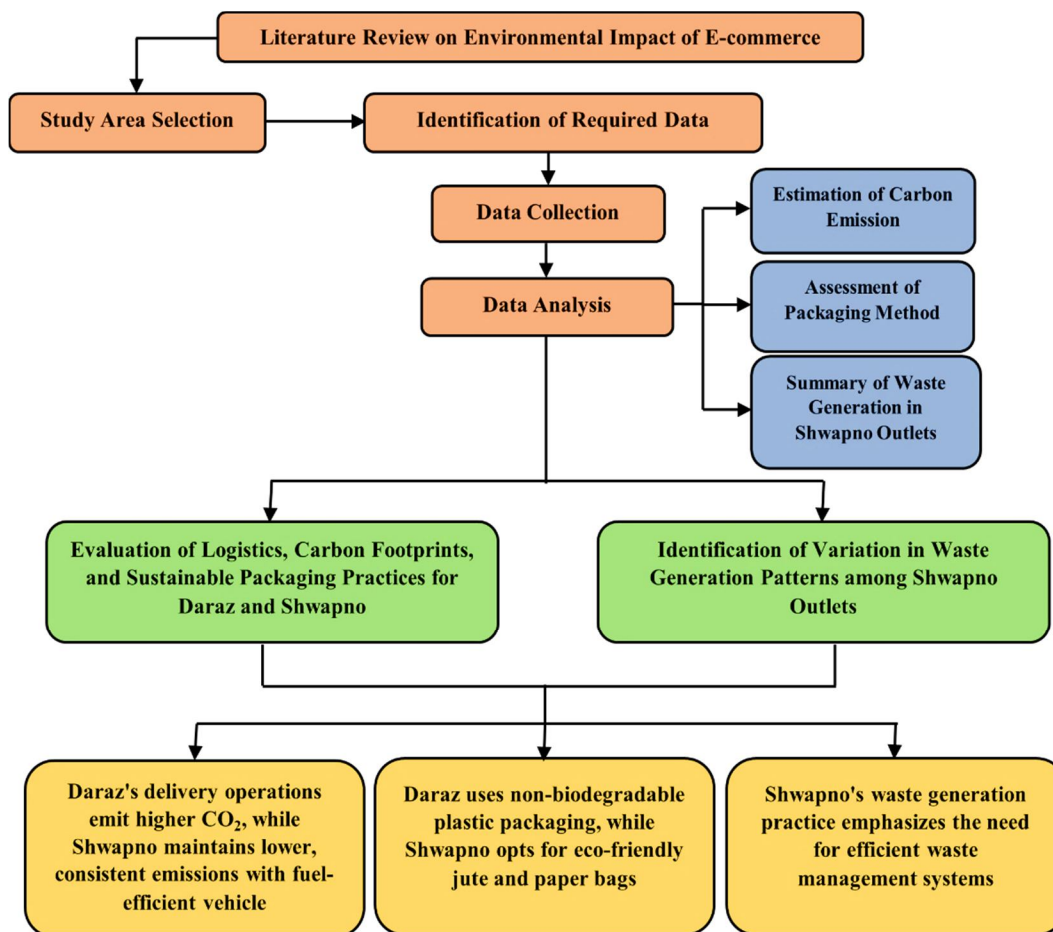 Literature Review on Environmental Impact of E-commerce
Study Area Selection
Identification of Required Data
Data Collection
Estimation of Carbon
Emission
Data Analysis
Assessment of
Packaging Method
Summary of Waste
Generation in
Shwapno Outlets
Evaluation of Logistics, Carbon Footprints,
and Sustainable Packaging Practices for
Daraz and Shwapno
Identification of Variation in Waste
Generation Patterns among Shwapno
Outlets
Daraz's delivery operations
emit higher CO₂, while
Shwapno maintains lower,
consistent emissions with fuel-
efficient vehicle
Daraz uses non-biodegradable
plastic packaging, while
Shwapno opts for eco-friendly
jute and paper bags
Shwapno's waste generation
practice emphasizes the need
for efficient waste
management systems